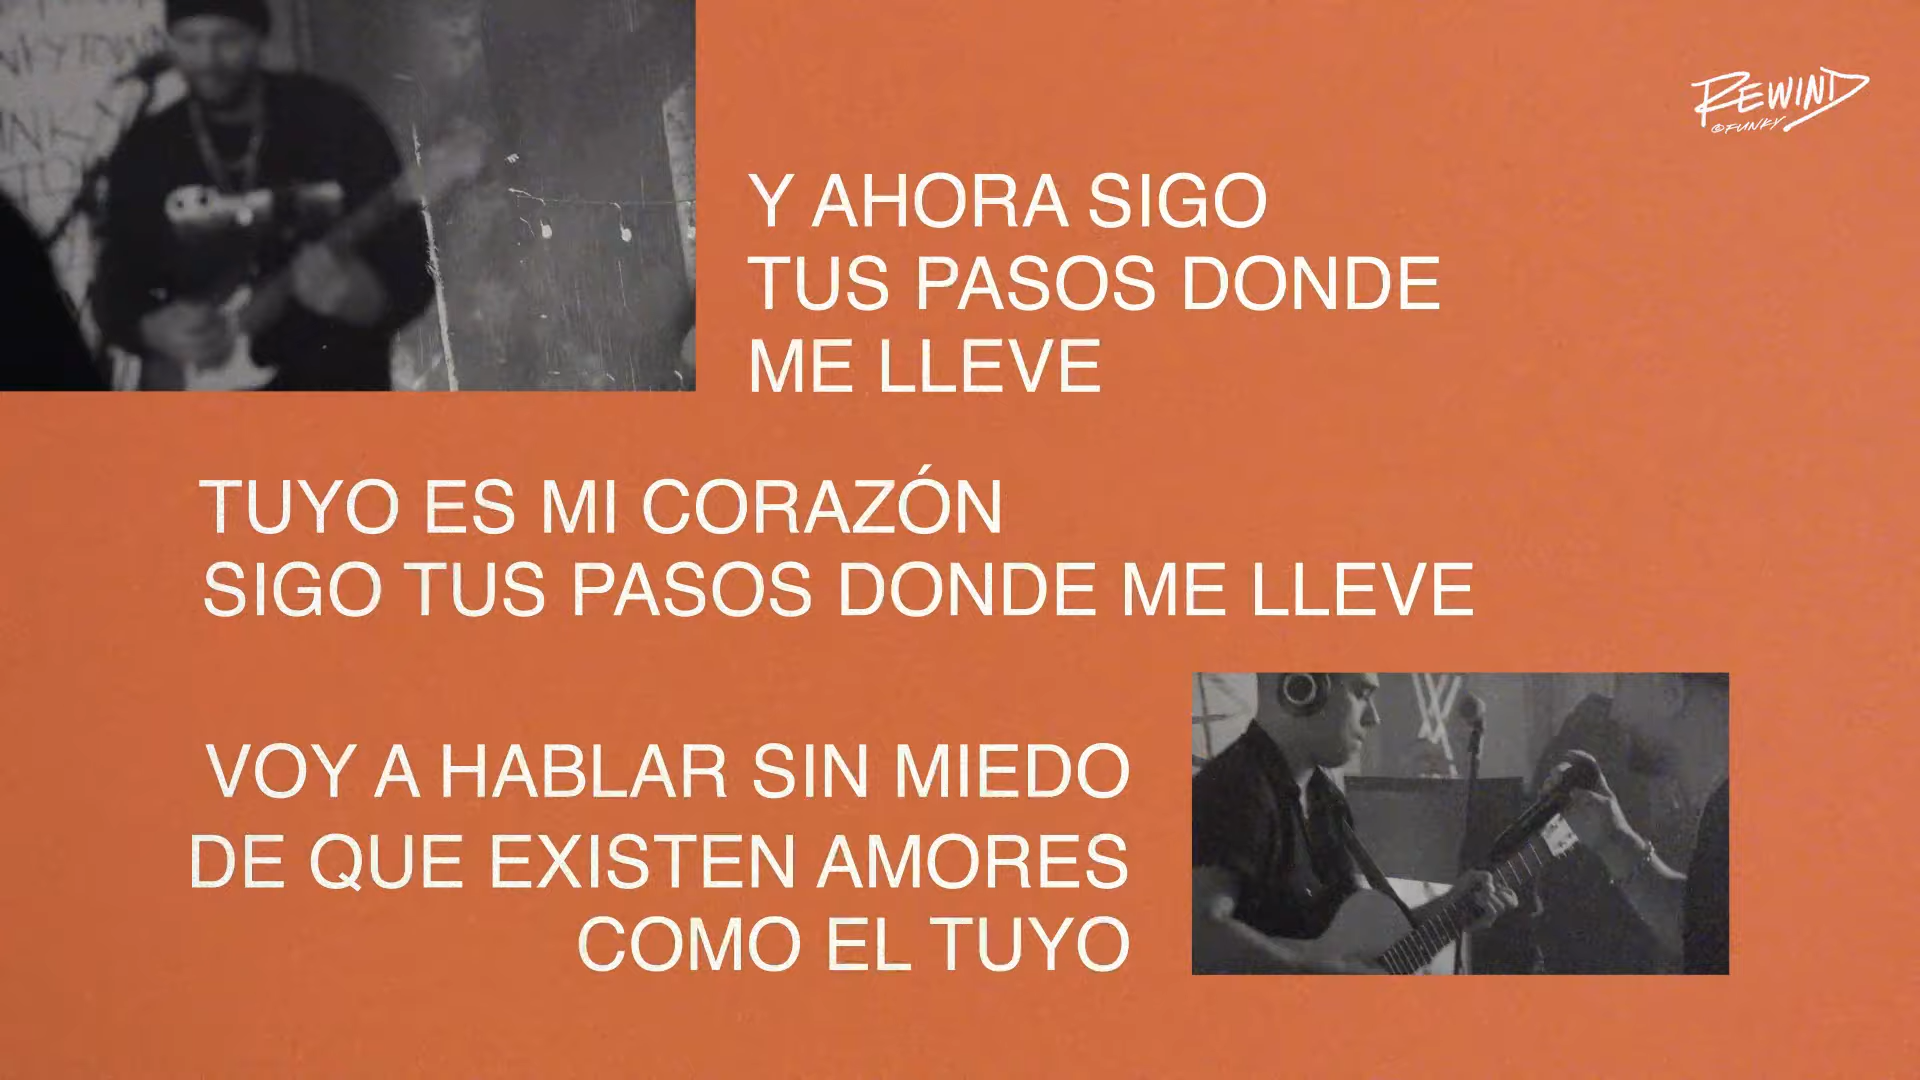 REWIND
@FUNKY
Y AHORA SIGO
TUS PASOS DONDE
ME LLEVE
TUYO ES MI CORAZÓN
SIGO TUS PASOS DONDE ME LLEVE
VOY A HABLAR SIN MIEDO
DE QUE EXISTEN AMORES
COMO EL TUYO